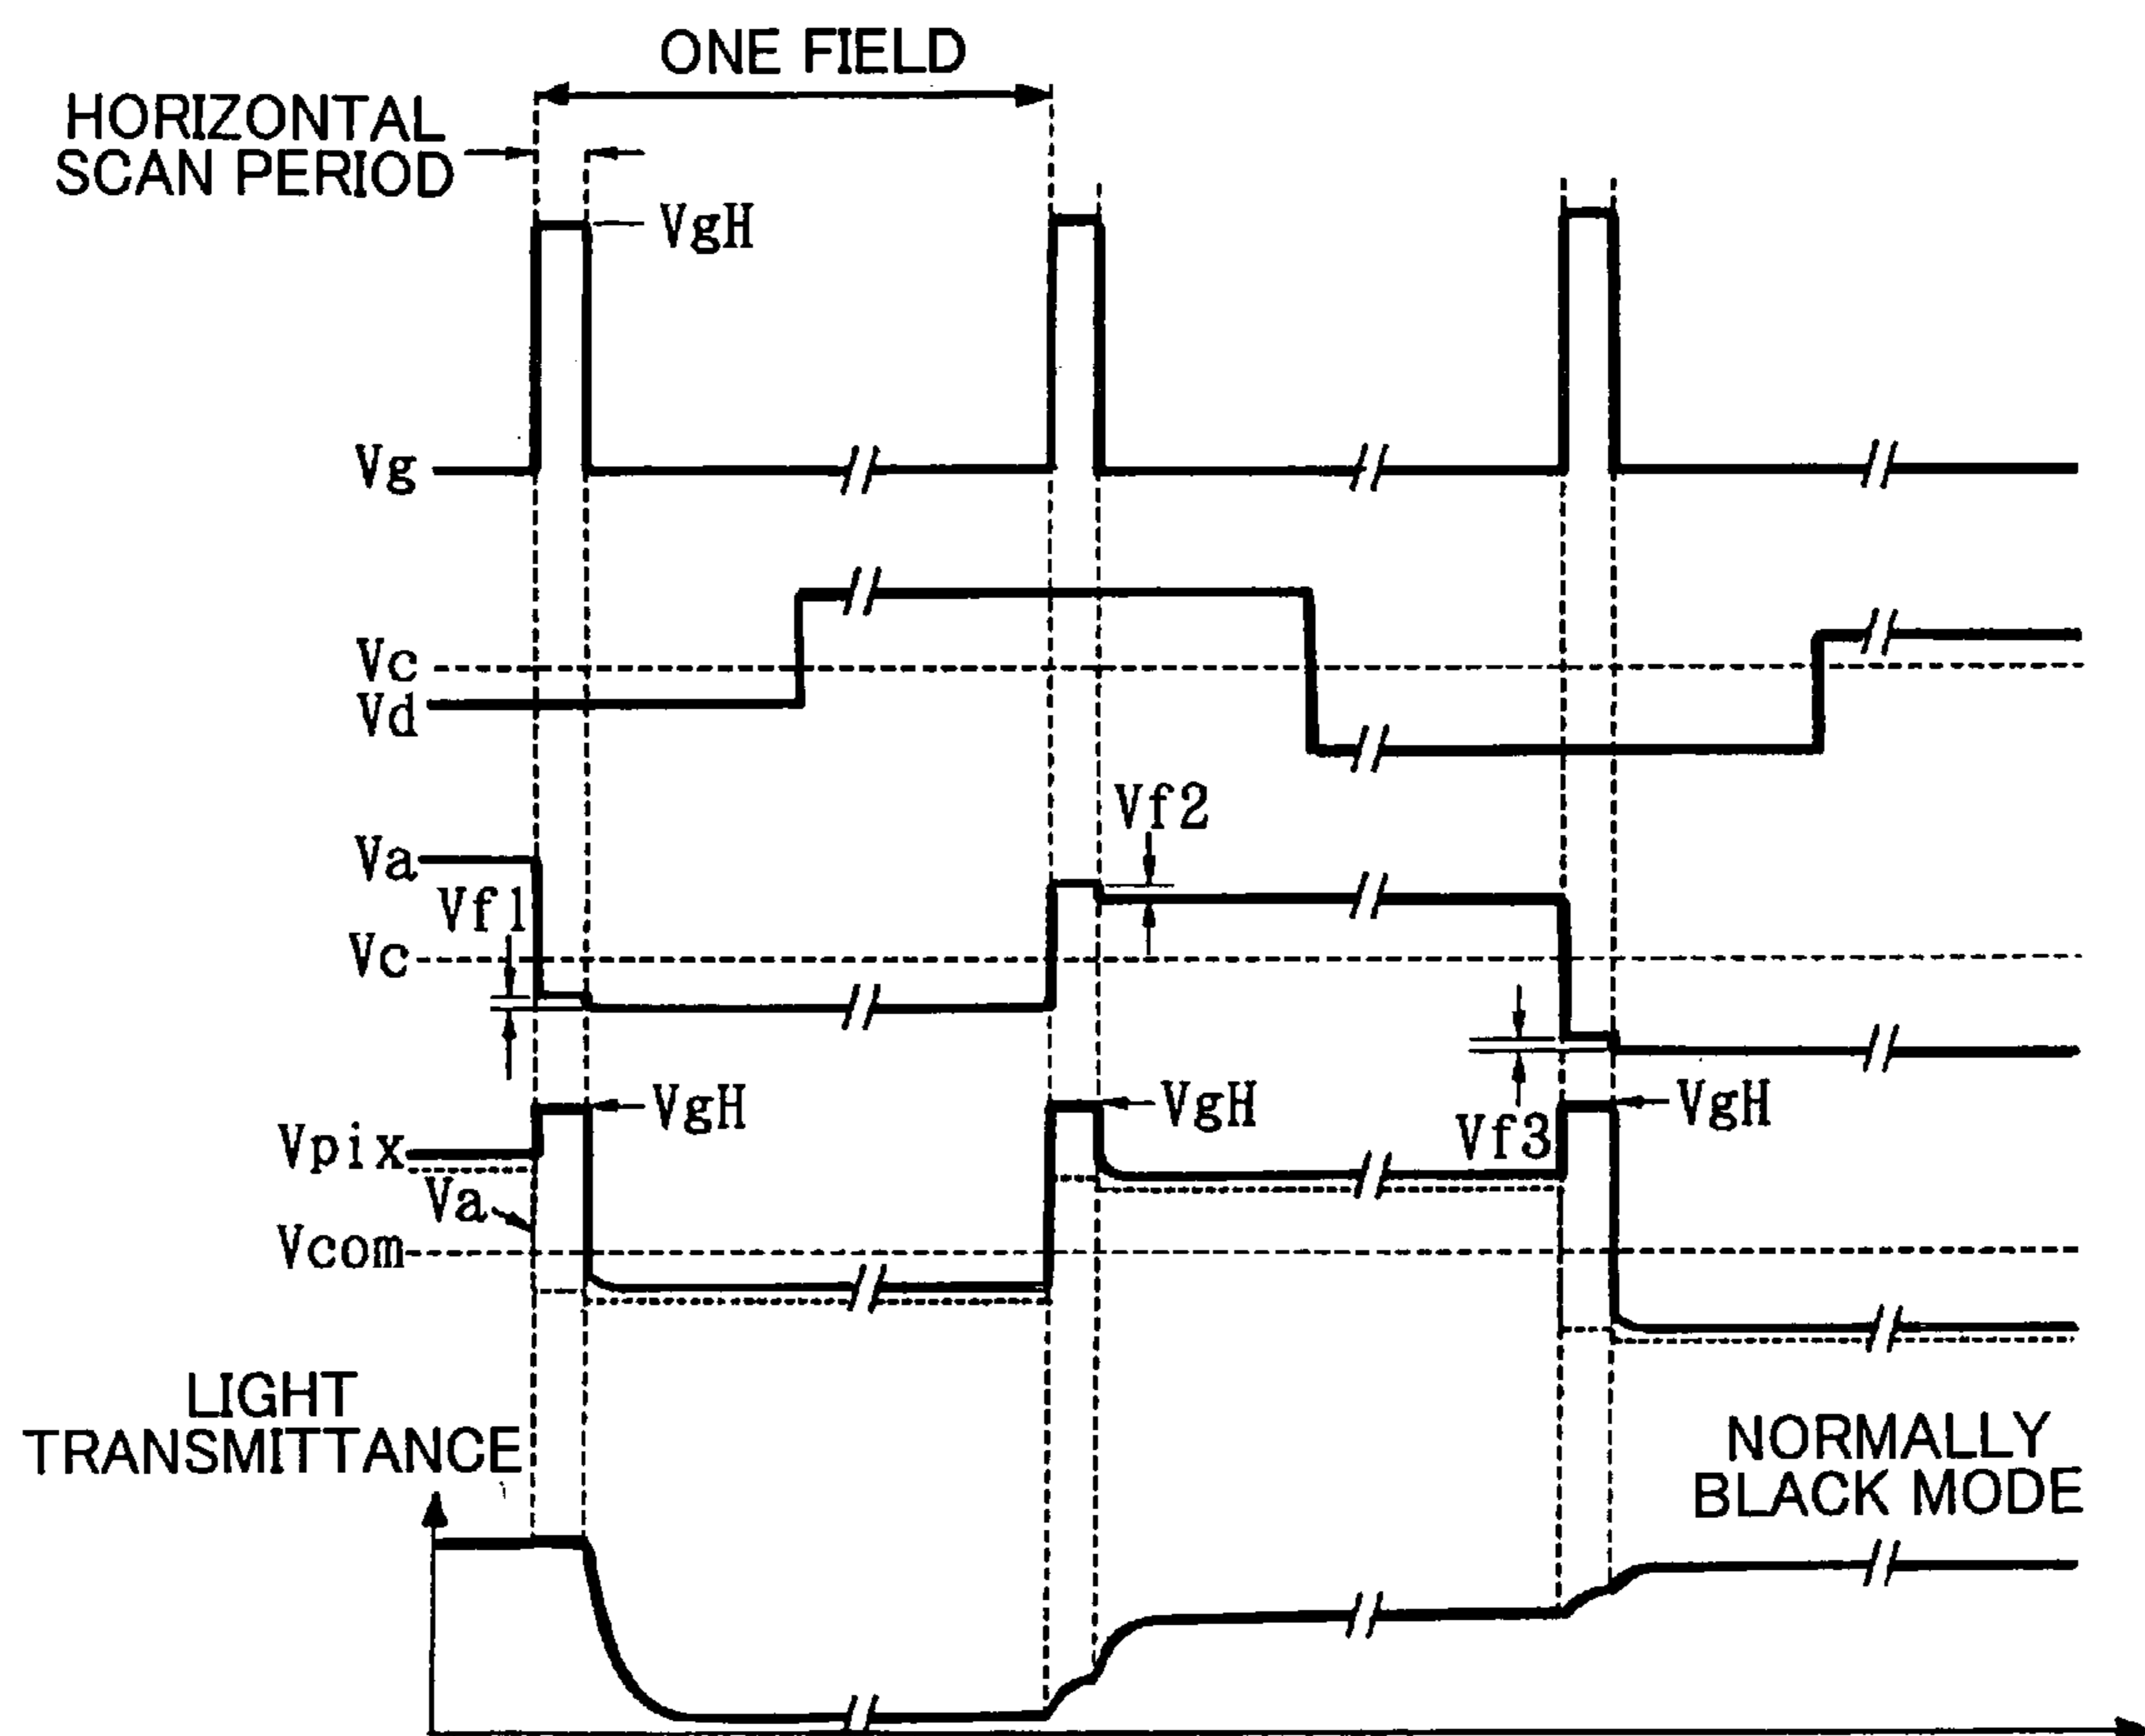 ONE FIELD
HORIZONTAL
SCAN PERIOD
VgH
Vg
Vc
Vd
Vf2
Va
Vf1
Vc
VgH
VgH
VgH
Vf3
Vpix
Va
Vcom
LIGHT
TRANSMITTANCE
NORMALLY
BLACK MODE